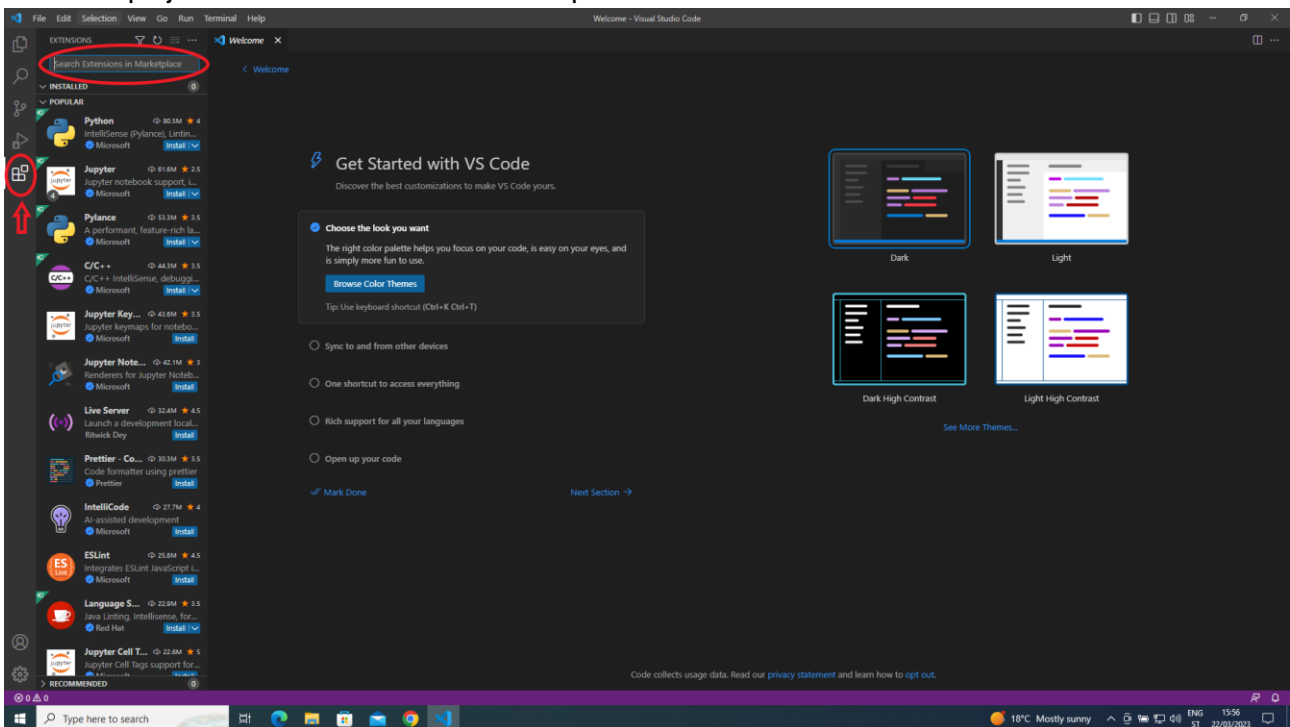 File Edit Selection View Go Run Terminal Help
Welcome - Visual Studio Code
EXTENSIONS
Welcome
Search Extensions in Marketplace
< Welcome
INSTALLED 0
POPULAR
Python 80.5M ★ 4
IntelliSense (Pylance), Lintin...
Microsoft Install
Jupyter 61.6M ★ 2.5
Jupyter notebook support, i...
Microsoft Install
4
Pylance 53.3M ★ 3.5
A performant, feature-rich la...
Microsoft Install
C/C++ 44.3M ★ 3.5
C/C++ IntelliSense, debuggi...
Microsoft Install
Jupyter Key... 43.6M ★ 3.5
Jupyter keymaps for notebo...
Microsoft Install
Jupyter Note... 42.1M ★ 3
Renderers for Jupyter Noteb...
Microsoft Install
Live Server 32.4M ★ 4.5
Launch a development local...
Ritwick Dey Install
Prettier - Co... 30.3M ★ 3.5
Code formatter using prettier
Prettier Install
IntelliCode 27.7M ★ 4
AI-assisted development
Microsoft Install
ESLint 25.8M ★ 4.5
Integrates ESLint JavaScript i...
Microsoft Install
Language S... 22.9M ★ 3.5
Java Linting, Intellisense, for...
Red Hat Install
Jupyter Cell T... 22.6M ★ 5
Jupyter Cell Tags support for...
Microsoft Install
RECOMMENDED 0
Get Started with VS Code
Discover the best customizations to make VS Code yours.
Choose the look you want
The right color palette helps you focus on your code, is easy on your eyes, and
is simply more fun to use.
Browse Color Themes
Tip: Use keyboard shortcut (Ctrl+K Ctrl+T)
Sync to and from other devices
One shortcut to access everything
Rich support for all your languages
Open up your code
Mark Done
Next Section →
Dark
Light
Dark High Contrast
Light High Contrast
See More Themes...
Code collects usage data. Read our privacy statement and learn how to opt out.
0 0
Type here to search
18°C Mostly sunny
ENG
ST
15:56
22/03/2023